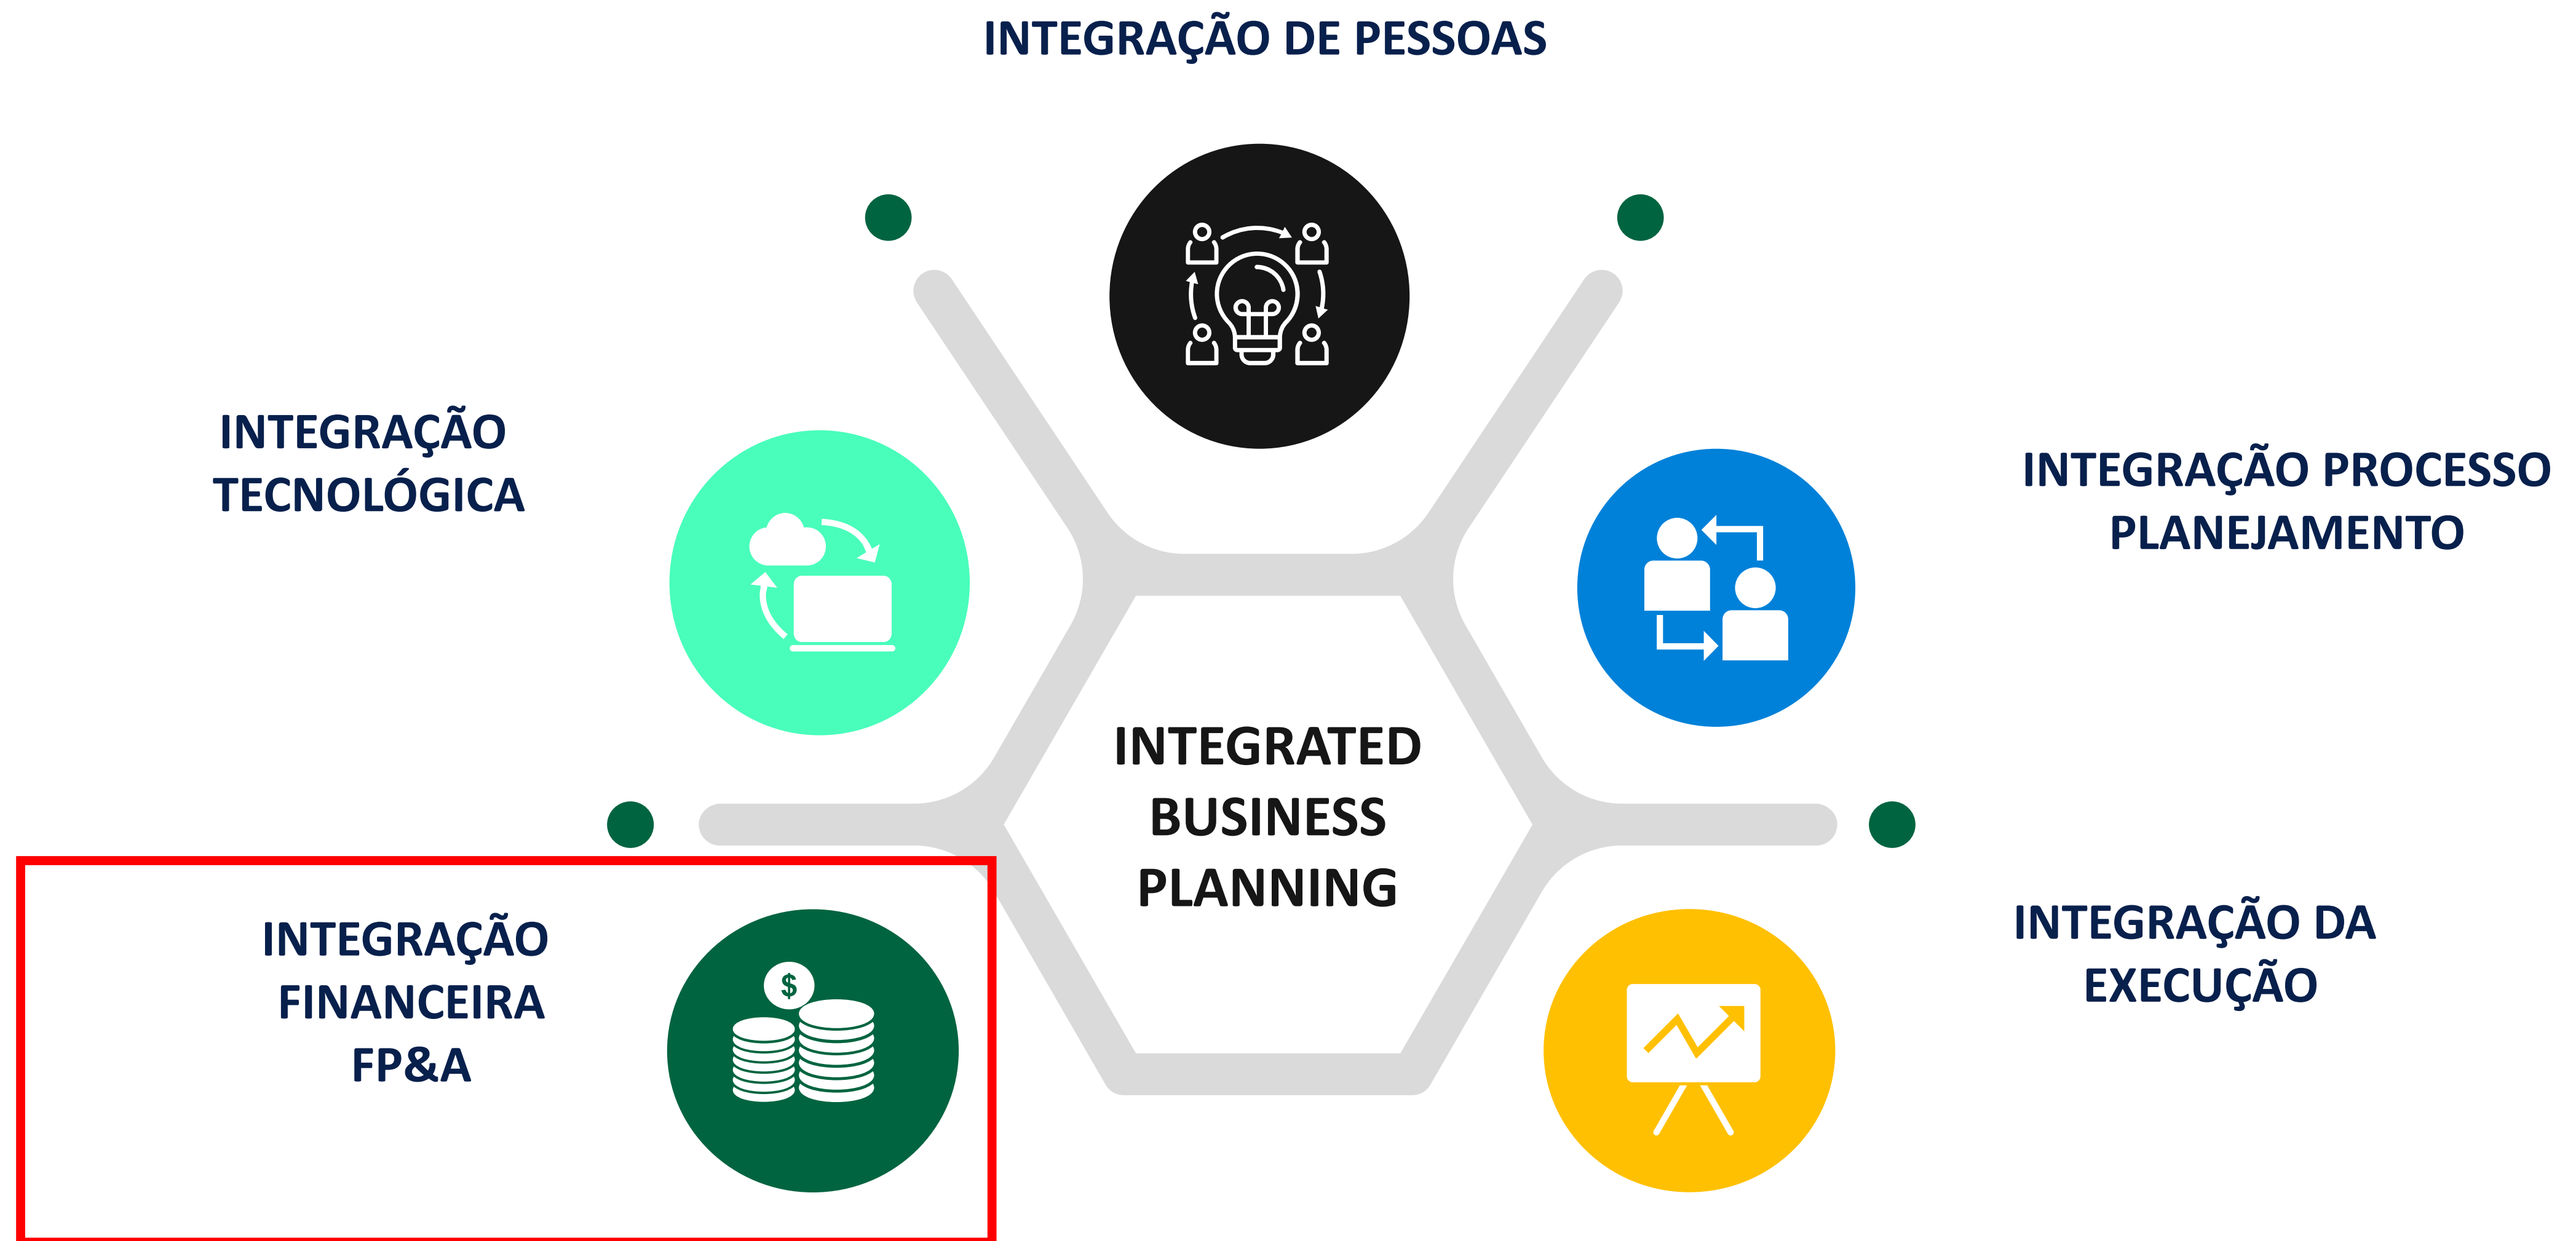 INTEGRAÇÃO DE PESSOAS
INTEGRAÇÃO
TECNOLÓGICA
INTEGRAÇÃO PROCESSO
PLANEJAMENTO
INTEGRATED
BUSINESS
PLANNING
INTEGRAÇÃO
FINANCEIRA
FP&A
$
INTEGRAÇÃO DA
EXECUÇÃO